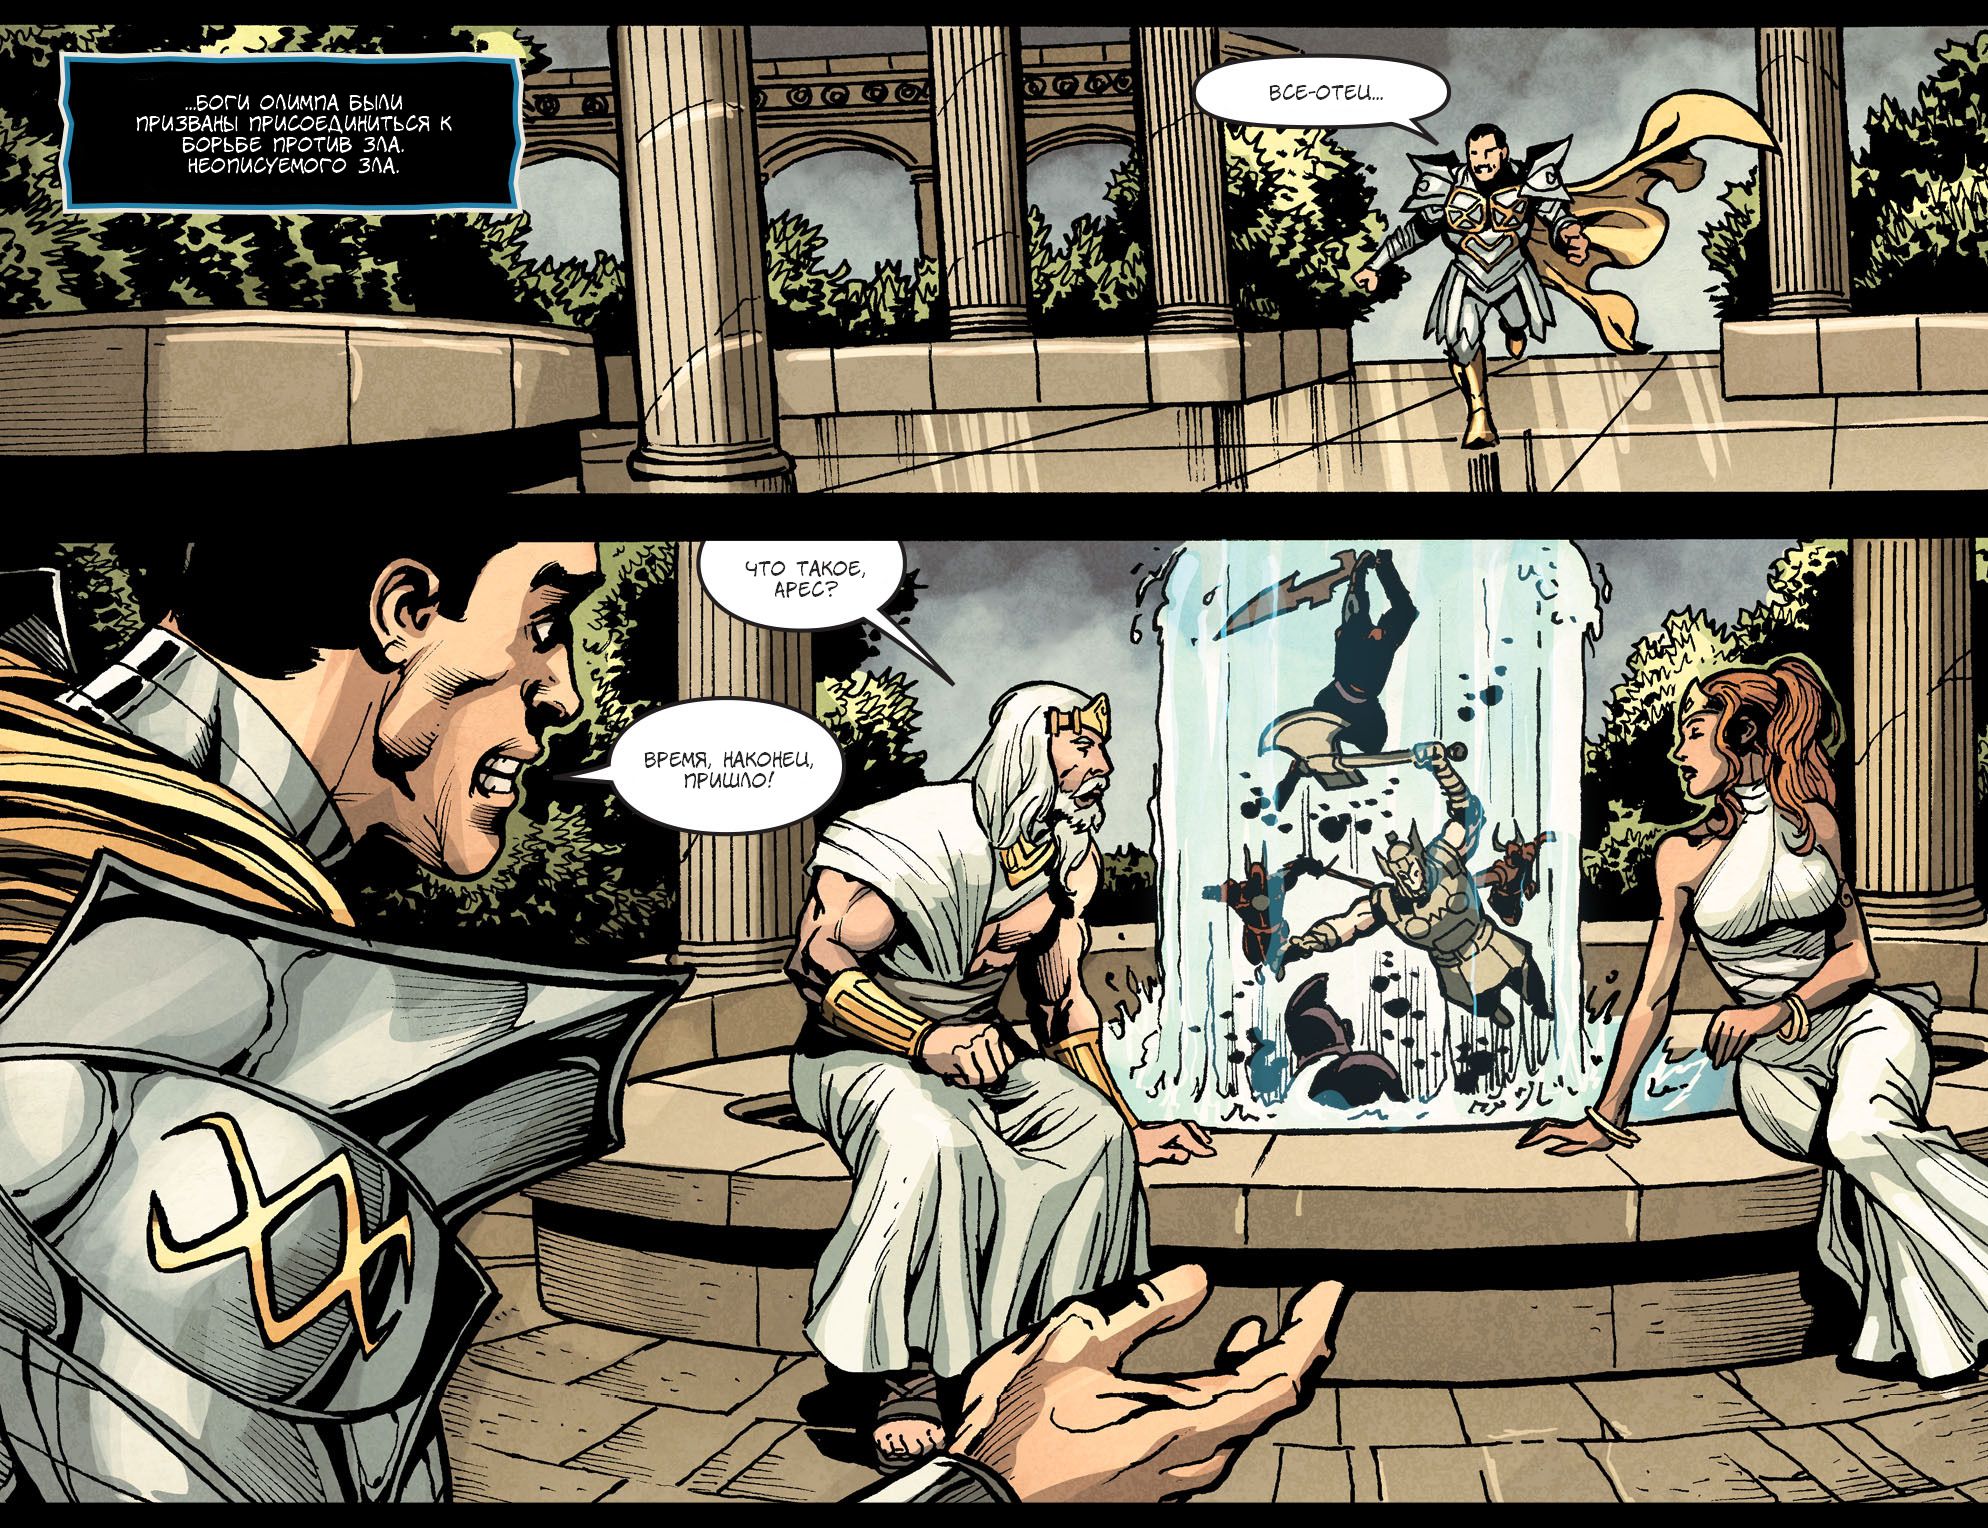 ...БОГИ ОЛИМПА БЫЛИ
ПРИЗВАНЫ ПРИСОЕДИНИТЬСЯ К
БОРЬБЕ ПРОТИВ ЗЛА.
НЕОПИСУЕМОГО ЗЛА.
ВСЕ-ОТЕЦ...
ЧТО ТАКОЕ,
АРЕС?
ВРЕМЯ, НАКОНЕЦ,
ПРИШЛО!